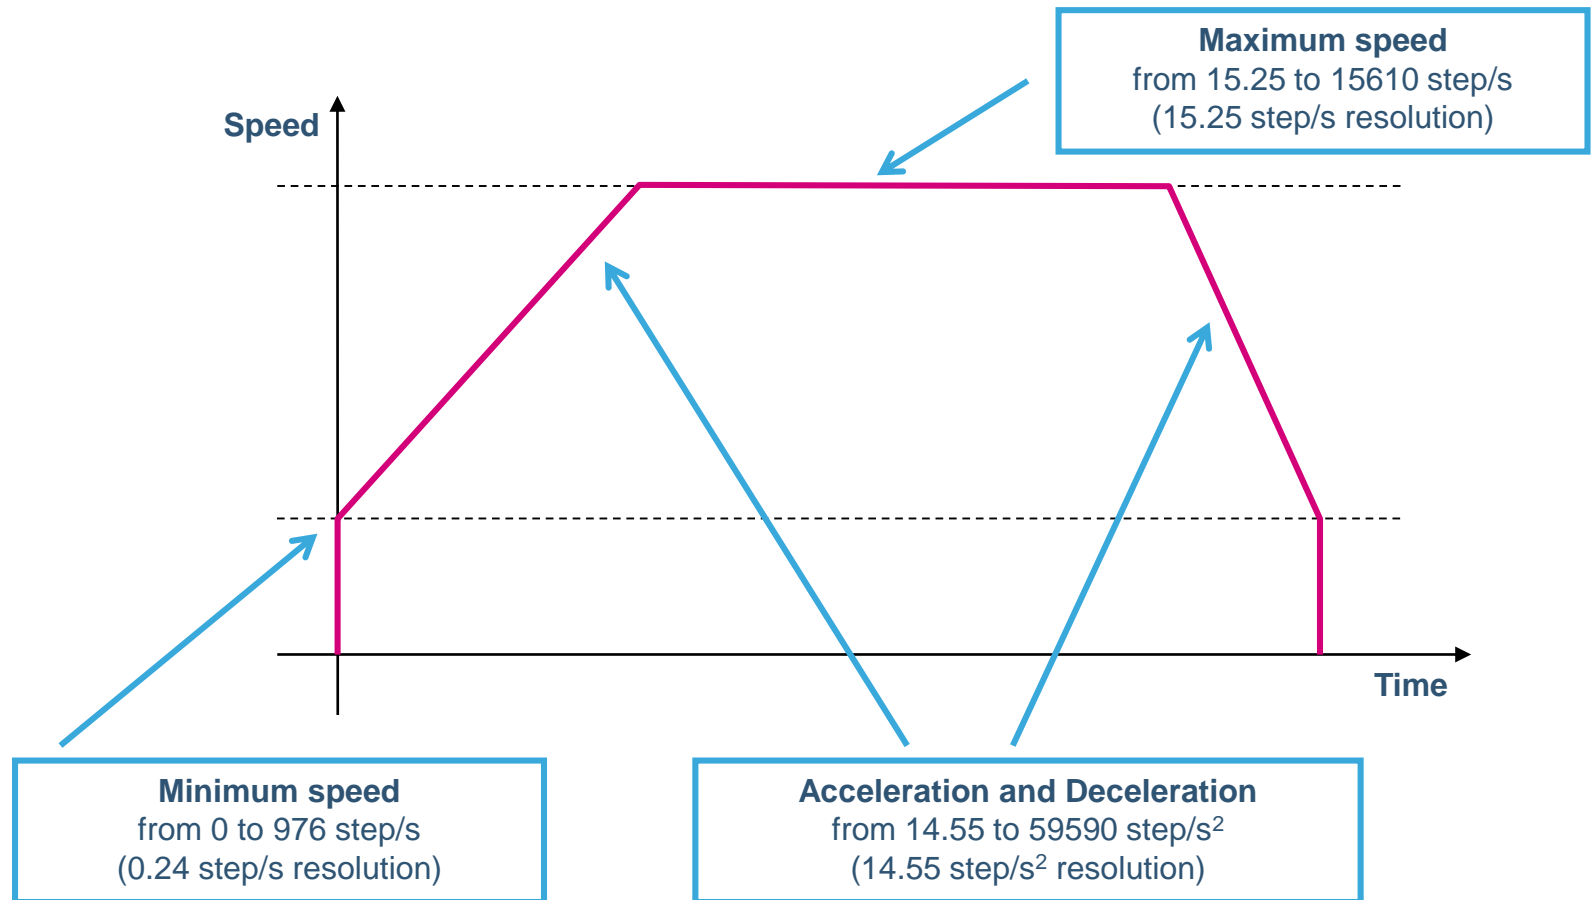 Maximum speed
from 15.25 to 15610 step/s
(15.25 step/s resolution)
Speed
Time
Minimum speed
from 0 to 976 step/s
(0.24 step/s resolution)
Acceleration and Deceleration
from 14.55 to 59590 step/s²
(14.55 step/s² resolution)